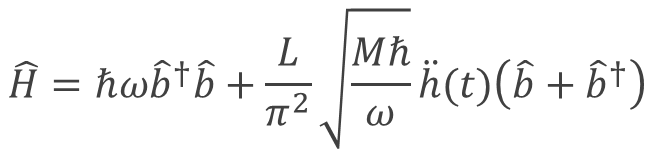 Ĥ = ħωb̂†b̂ + L/π² √(Mħ/ω) ḧ(t)(b̂ + b̂†)